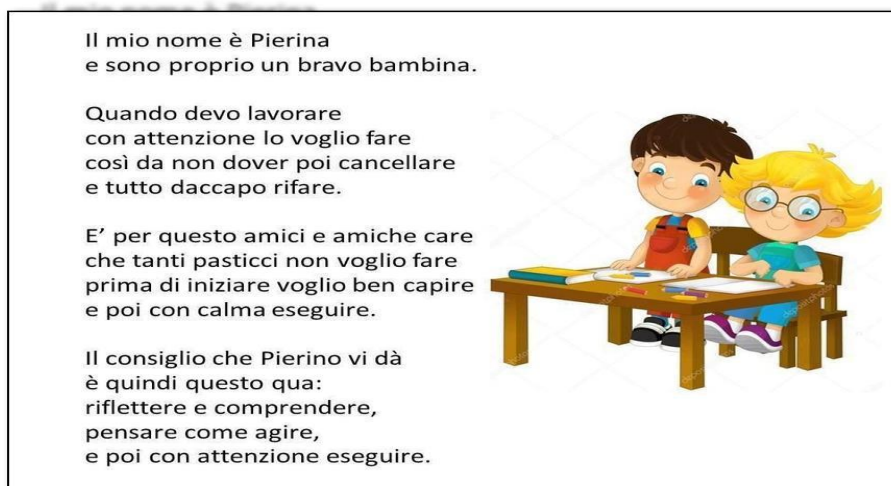 Il mio nome è Pierina
e sono proprio un bravo bambina.
Quando devo lavorare
con attenzione lo voglio fare
così da non dover poi cancellare
e tutto daccapo rifare.
E' per questo amici e amiche care
che tanti pasticci non voglio fare
prima di iniziare voglio ben capire
e poi con calma eseguire.
Il consiglio che Pierino vi dà
è quindi questo qua:
riflettere e comprendere,
pensare come agire,
e poi con attenzione eseguire.